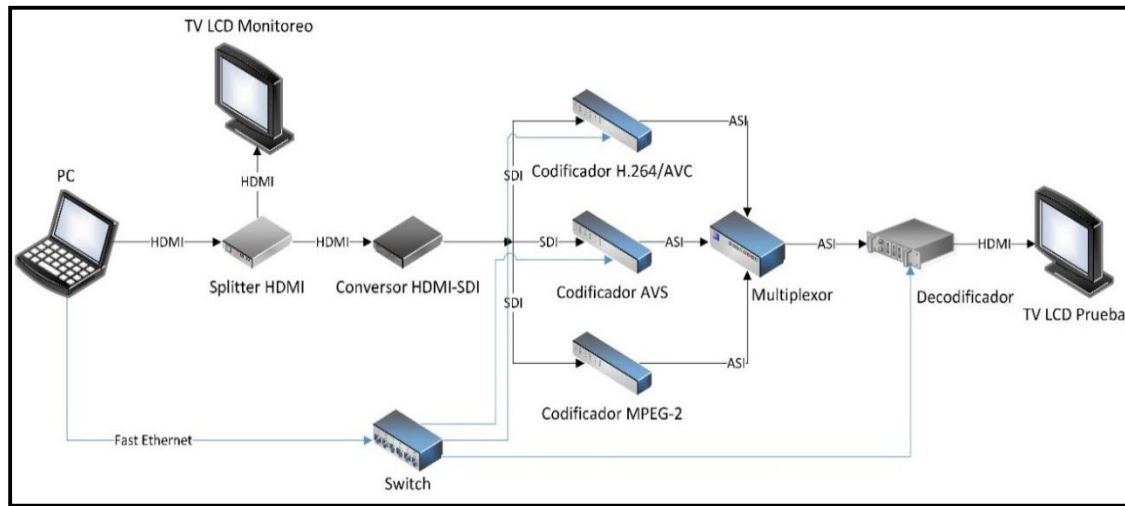 TV LCD Monitoreo
PC
HDMI
HDMI
HDMI
Splitter HDMI
Conversor HDMI-SDI
SDI
SDI
SDI
Codificador H.264/AVC
ASI
Codificador AVS
ASI
Codificador MPEG-2
ASI
Multiplexor
ASI
Decodificador
HDMI
TV LCD Prueba
Fast Ethernet
Switch